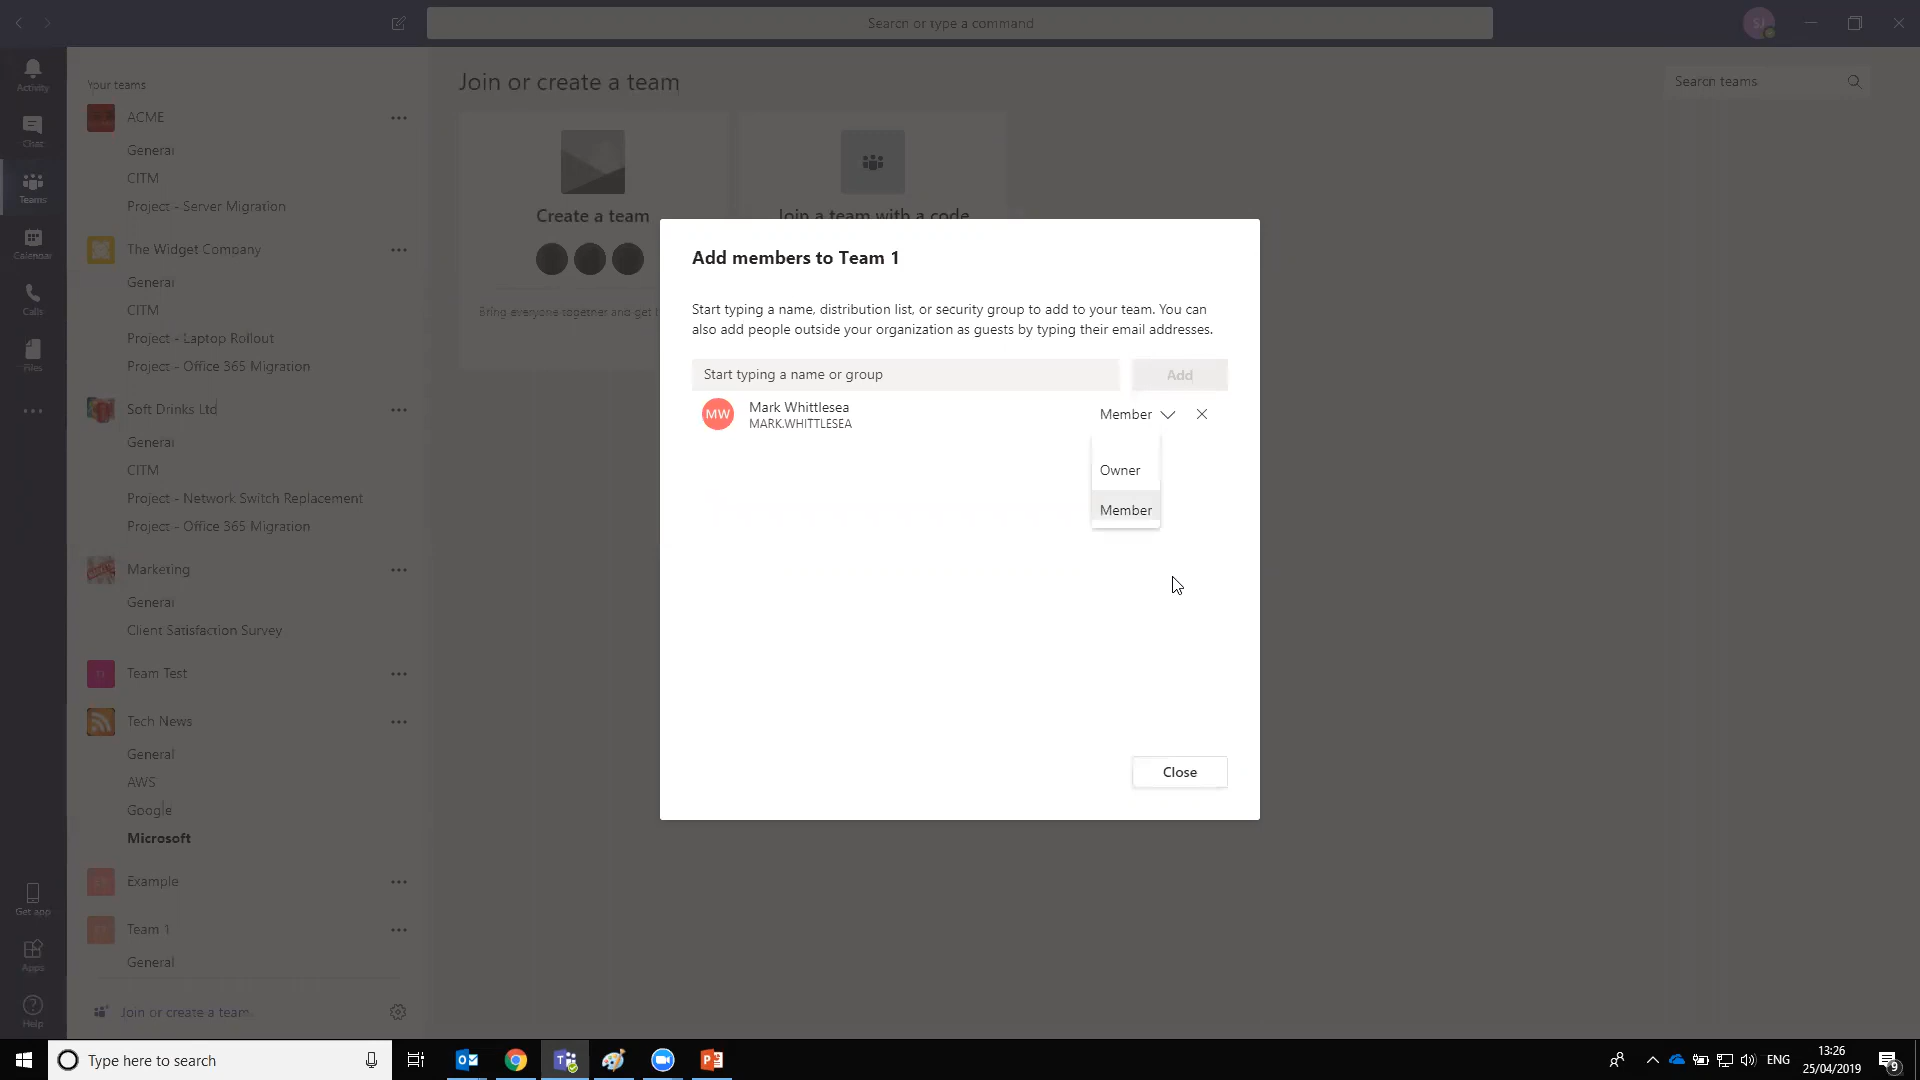 Search or type a command
SJ
Activity
Chat
Teams
Calendar
Calls
Files
Get app
Apps
Help
Your teams
ACME
General
CITM
Project - Server Migration
The Widget Company
General
CITM
Project - Laptop Rollout
Project - Office 365 Migration
Soft Drinks Ltd
General
CITM
Project - Network Switch Replacement
Project - Office 365 Migration
Marketing
General
Client Satisfaction Survey
Team Test
Tech News
General
AWS
Google
Microsoft
Example
Team 1
General
Join or create a team
Join or create a team
Search teams
Create a team
Join a team with a code
Bring everyone together and get
Add members to Team 1
Start typing a name, distribution list, or security group to add to your team. You can
also add people outside your organization as guests by typing their email addresses.
Start typing a name or group
Add
MW
Mark Whittlesea
MARK.WHITTLESEA
Member
Owner
Member
Close
Type here to search
ENG
13:26
25/04/2019
9